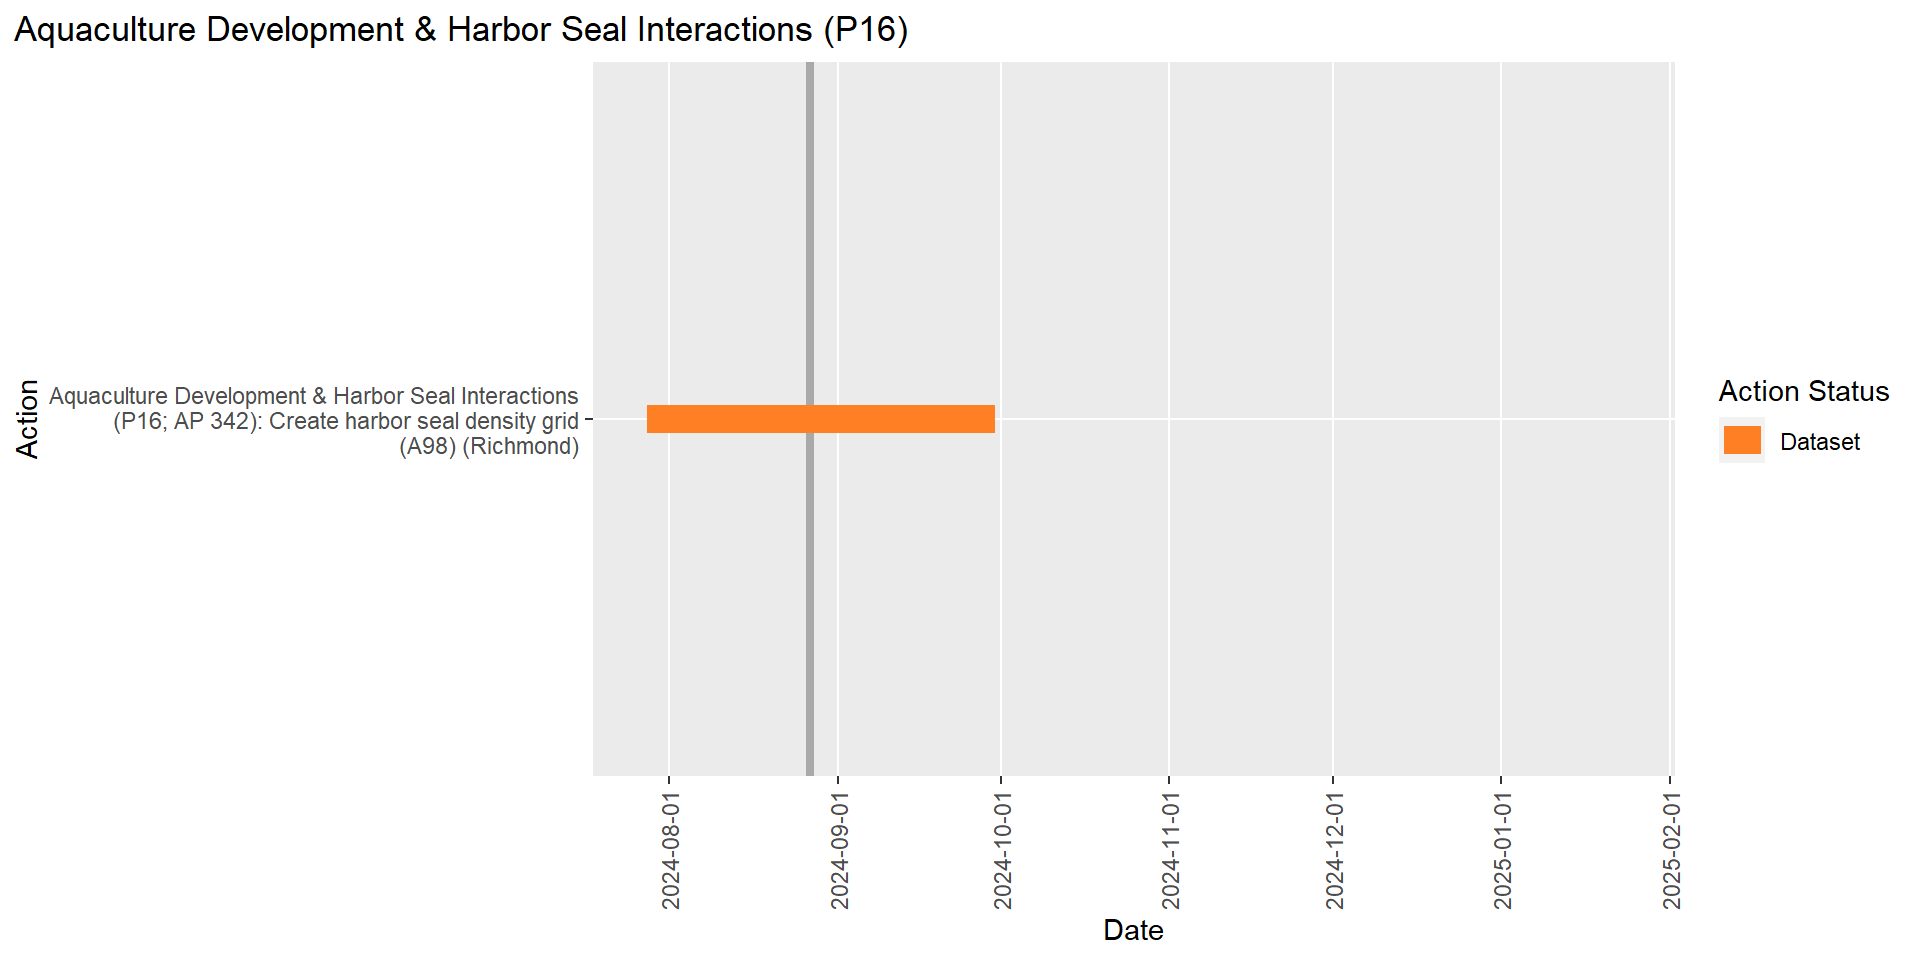 Aquaculture Development & Harbor Seal Interactions (P16)
Action
Aquaculture Development & Harbor Seal Interactions
(P16; AP 342): Create harbor seal density grid
(A98) (Richmond)
Action Status
Dataset
2024-08-01
2024-09-01
2024-10-01
2024-11-01
2024-12-01
2025-01-01
2025-02-01
Date